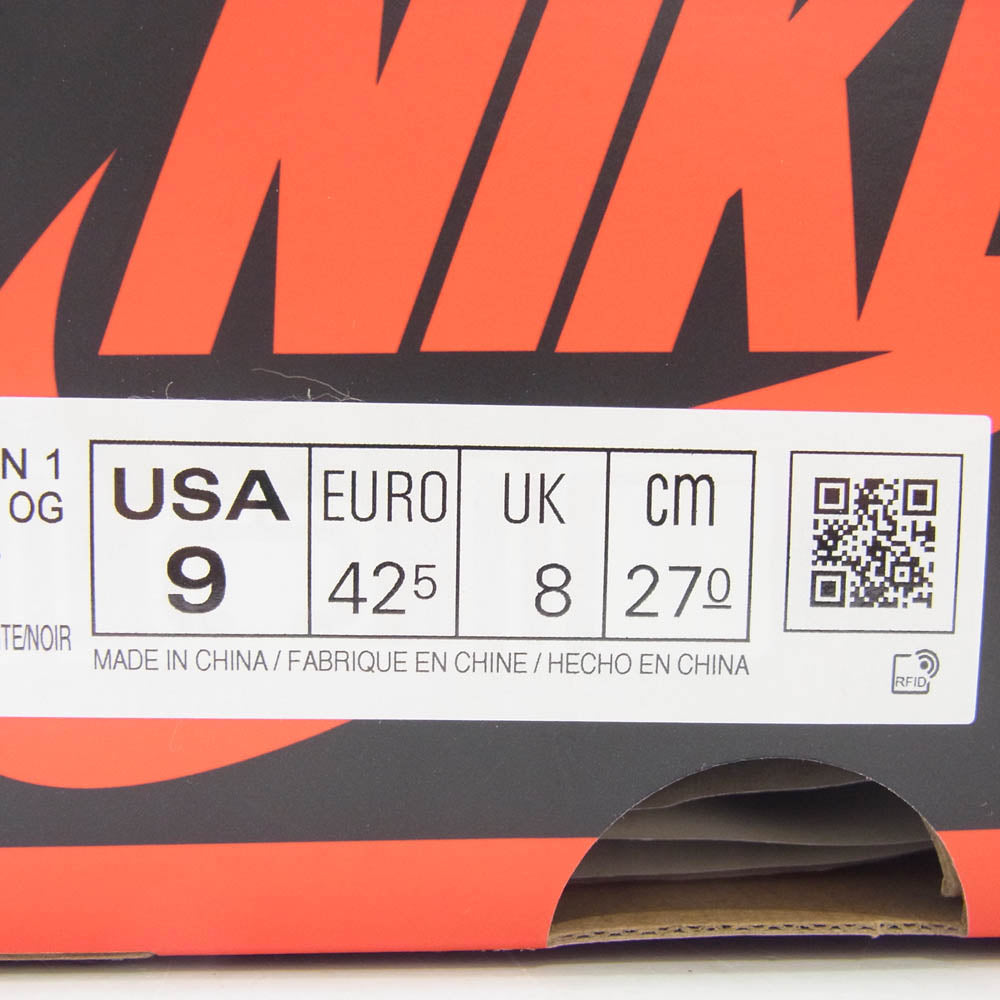 NIKE
N 1
OG
USA EURO UK cm
9 42⁵ 8 27⁰
TE/NOIR
MADE IN CHINA / FABRIQUE EN CHINE / HECHO EN CHINA
RFID